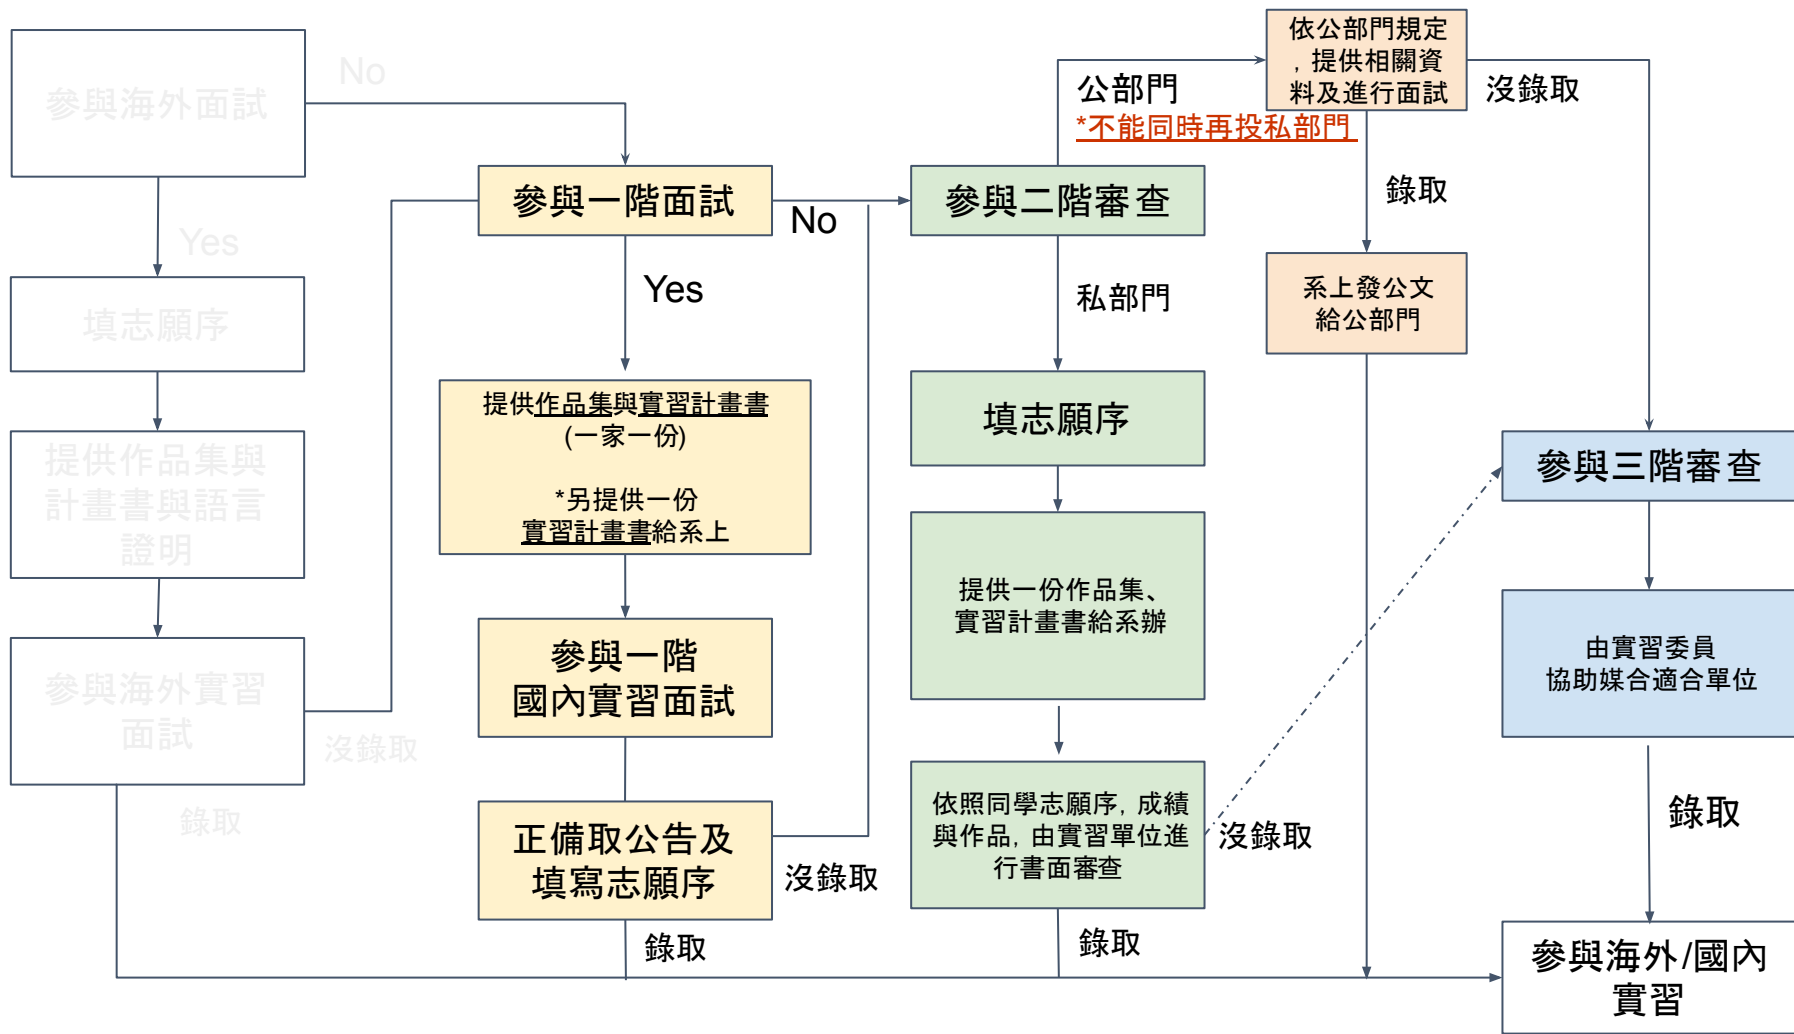 參與海外面試
No
Yes
填志願序
提供作品集與
計畫書與語言
證明
參與海外實習
面試
沒錄取
錄取
參與一階面試
No
Yes
提供作品集與實習計畫書
(一家一份)
*另提供一份
實習計畫書給系上
參與一階
國內實習面試
正備取公告及
填寫志願序
沒錄取
錄取
參與二階審查
公部門
*不能同時再投私部門
私部門
填志願序
提供一份作品集、
實習計畫書給系辦
依照同學志願序, 成績
與作品, 由實習單位進
行書面審查
沒錄取
錄取
依公部門規定
, 提供相關資
料及進行面試
沒錄取
錄取
系上發公文
給公部門
參與三階審查
由實習委員
協助媒合適合單位
錄取
參與海外/國內
實習